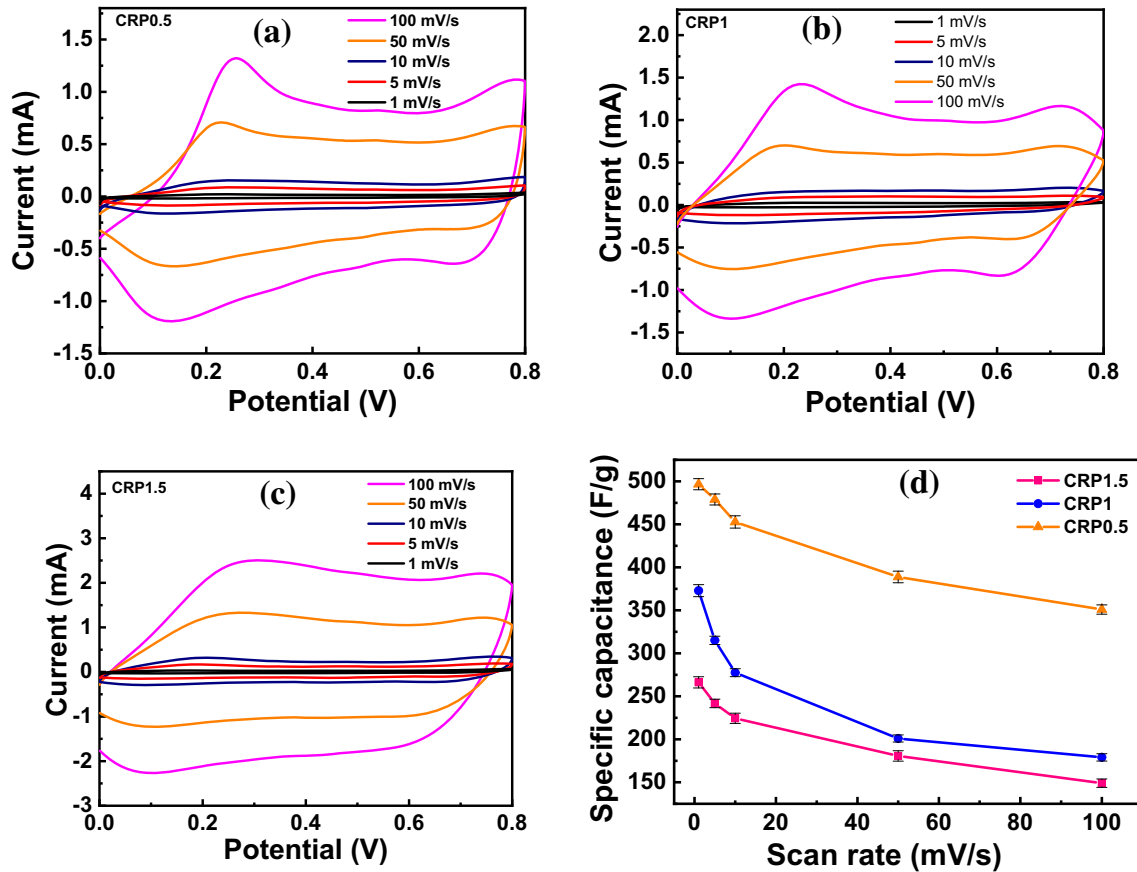 CRP0.5
(a)
100 mV/s
50 mV/s
10 mV/s
5 mV/s
1 mV/s
1.5
1.0
0.5
0.0
-0.5
-1.0
-1.5
Current (mA)
0.0 0.2 0.4 0.6 0.8
Potential (V)
CRP1
(b)
1 mV/s
5 mV/s
10 mV/s
50 mV/s
100 mV/s
2.0
1.5
1.0
0.5
0.0
-0.5
-1.0
-1.5
Current (mA)
0.0 0.2 0.4 0.6 0.8
Potential (V)
CRP1.5
(c)
100 mV/s
50 mV/s
10 mV/s
5 mV/s
1 mV/s
4
3
2
1
0
-1
-2
-3
Current (mA)
0.0 0.2 0.4 0.6 0.8
Potential (V)
(d)
CRP1.5
CRP1
CRP0.5
500
450
400
350
300
250
200
150
Specific capacitance (F/g)
0 20 40 60 80 100
Scan rate (mV/s)